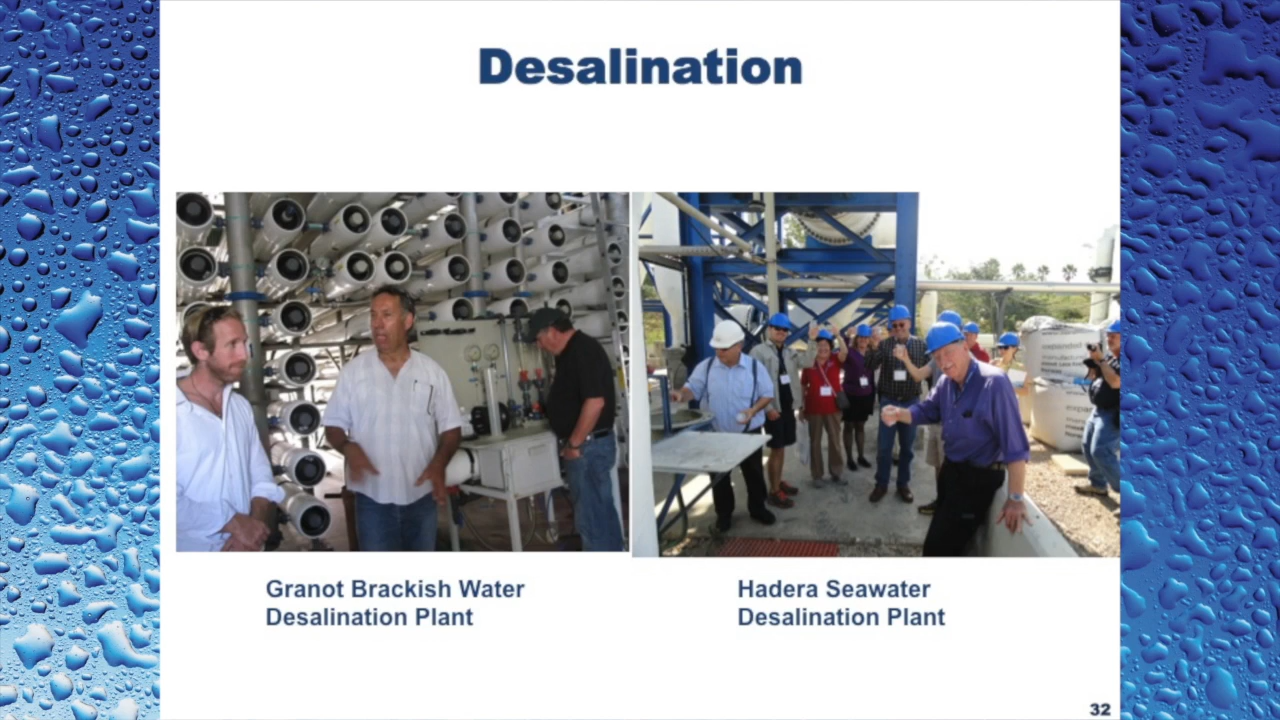 Desalination
Granot Brackish Water
Desalination Plant
Hadera Seawater
Desalination Plant
32